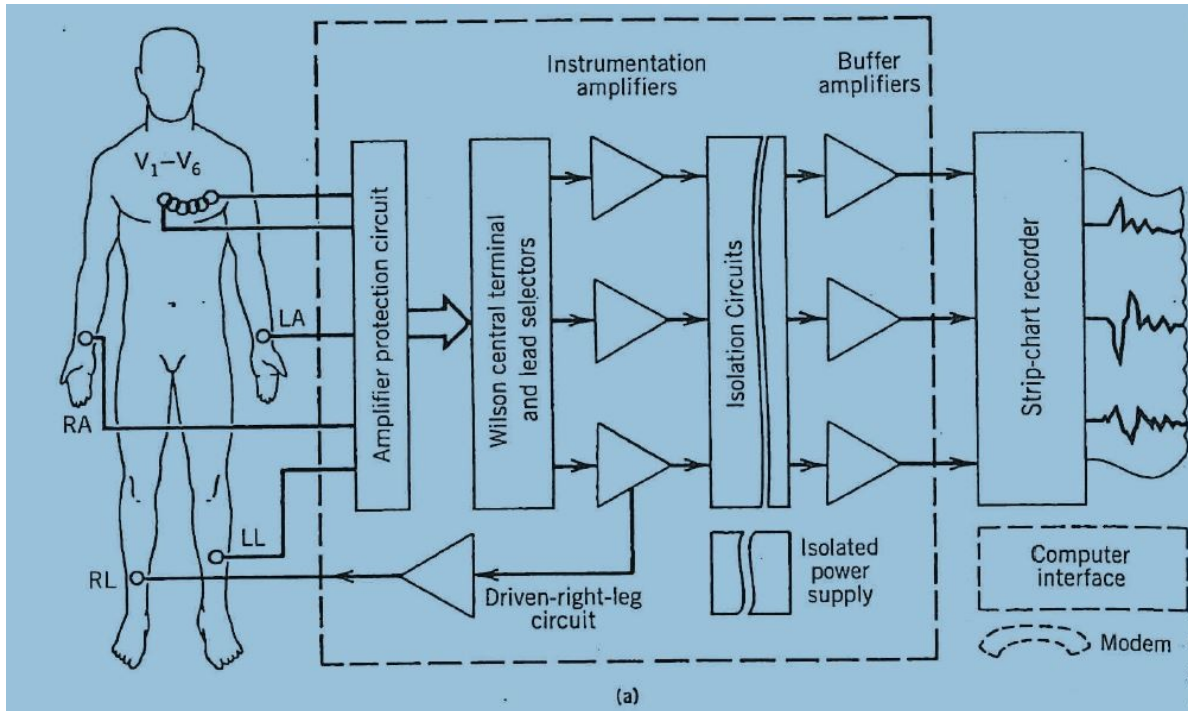 Instrumentation
amplifiers
Buffer
amplifiers
V1–V6
LA
RA
LL
RL
Amplifier protection circuit
Wilson central terminal
and lead selectors
Isolation Circuits
Strip-chart recorder
Driven-right-leg
circuit
Isolated
power
supply
Computer
interface
Modem
(a)